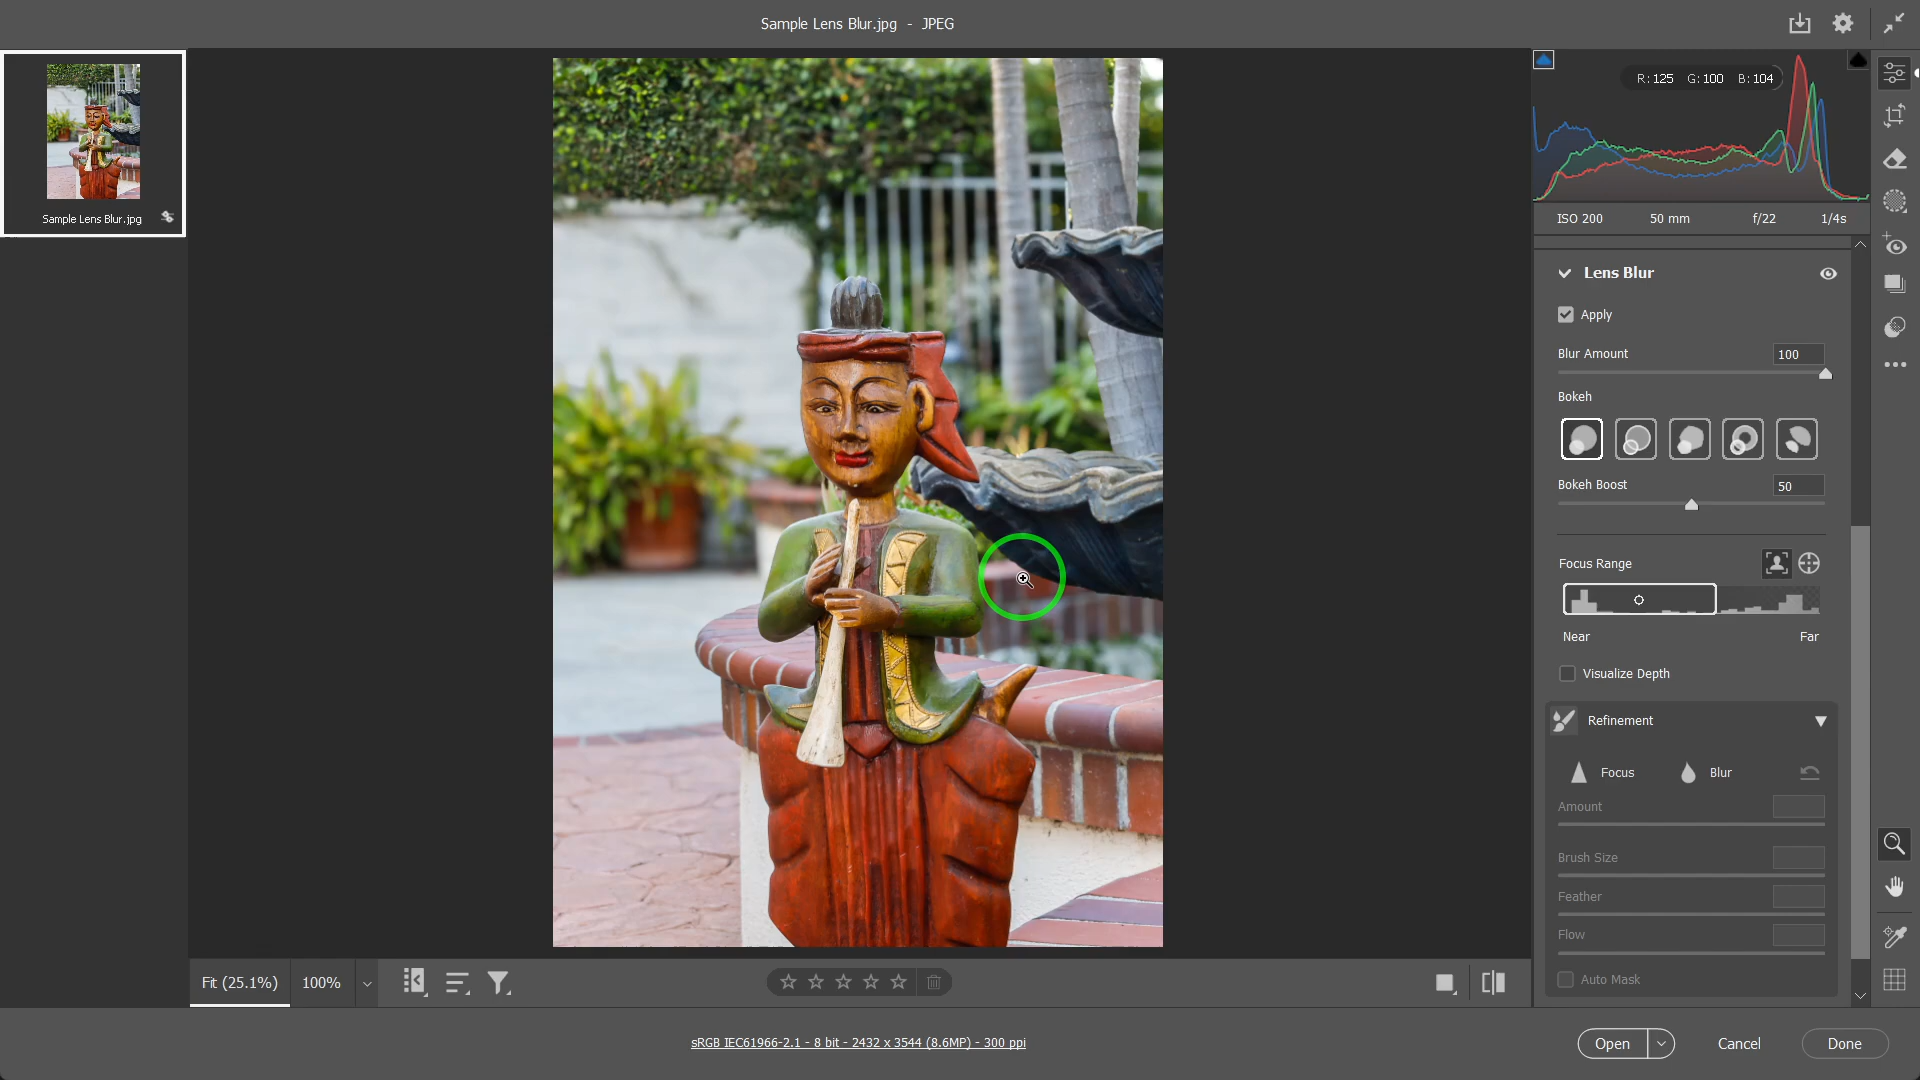 Sample Lens Blur.jpg - JPEG
Sample Lens Blur.jpg
R: 125 G: 100 B: 104
ISO 200 50 mm f/22 1/4s
Lens Blur
Apply
Blur Amount 100
Bokeh
Bokeh Boost 50
Focus Range
Near Far
Visualize Depth
Refinement
Focus Blur
Amount
Brush Size
Feather
Flow
Auto Mask
Fit (25.1%) 100%
sRGB IEC61966-2.1 - 8 bit - 2432 x 3544 (8.6MP) - 300 ppi
Open Cancel Done